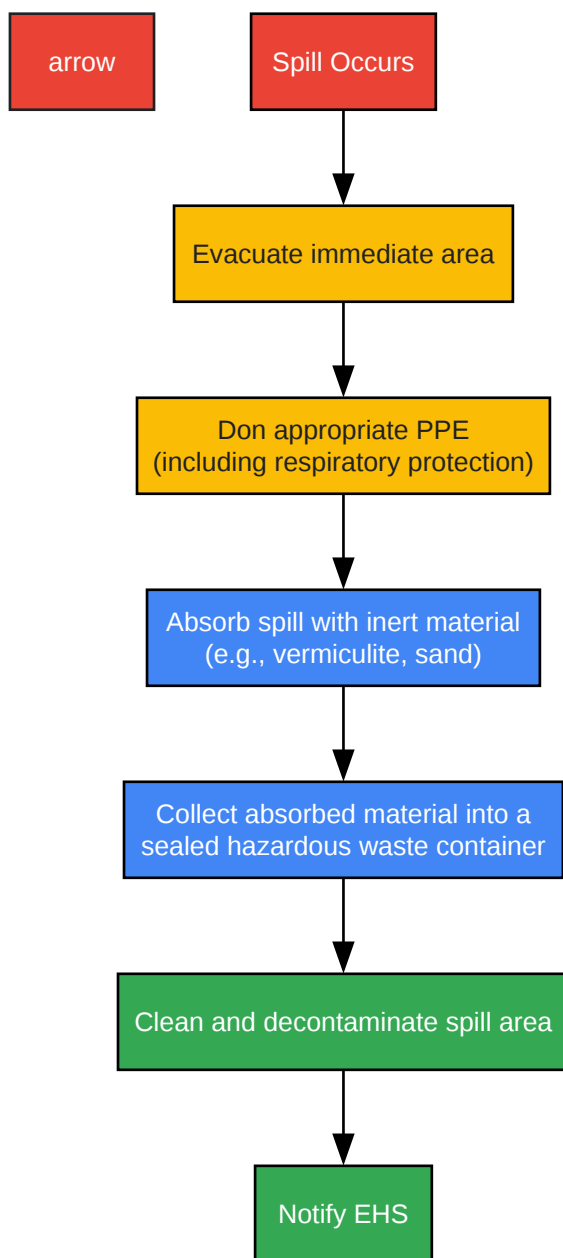 arrow
Spill Occurs
Evacuate immediate area
Don appropriate PPE
(including respiratory protection)
Absorb spill with inert material
(e.g., vermiculite, sand)
Collect absorbed material into a
sealed hazardous waste container
Clean and decontaminate spill area
Notify EHS